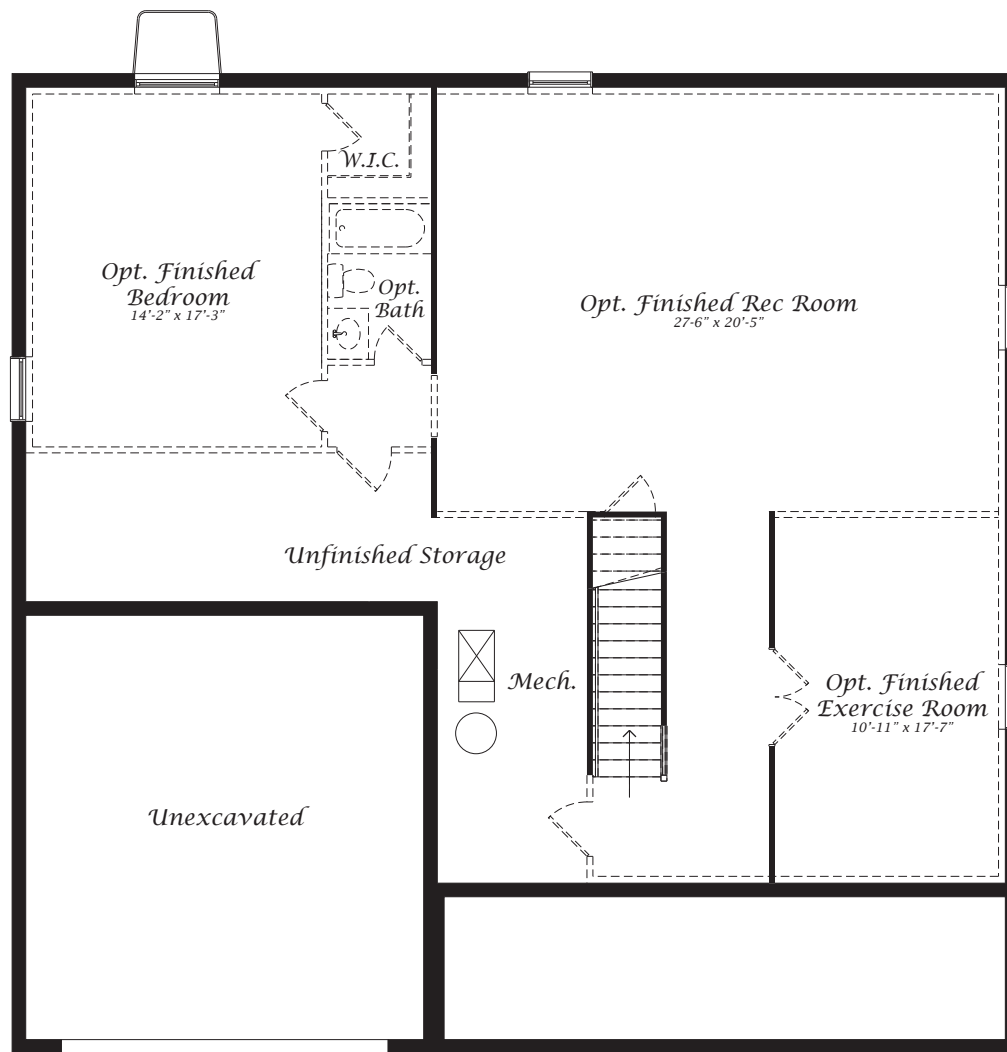 W.I.C.
Opt. Finished
Bedroom
14'-2" x 17'-3"
Opt.
Bath
Opt. Finished Rec Room
27-6" x 20'-5"
Unfinished Storage
Mech.
Opt. Finished
Exercise Room
10'-11" x 17'-7"
Unexcavated